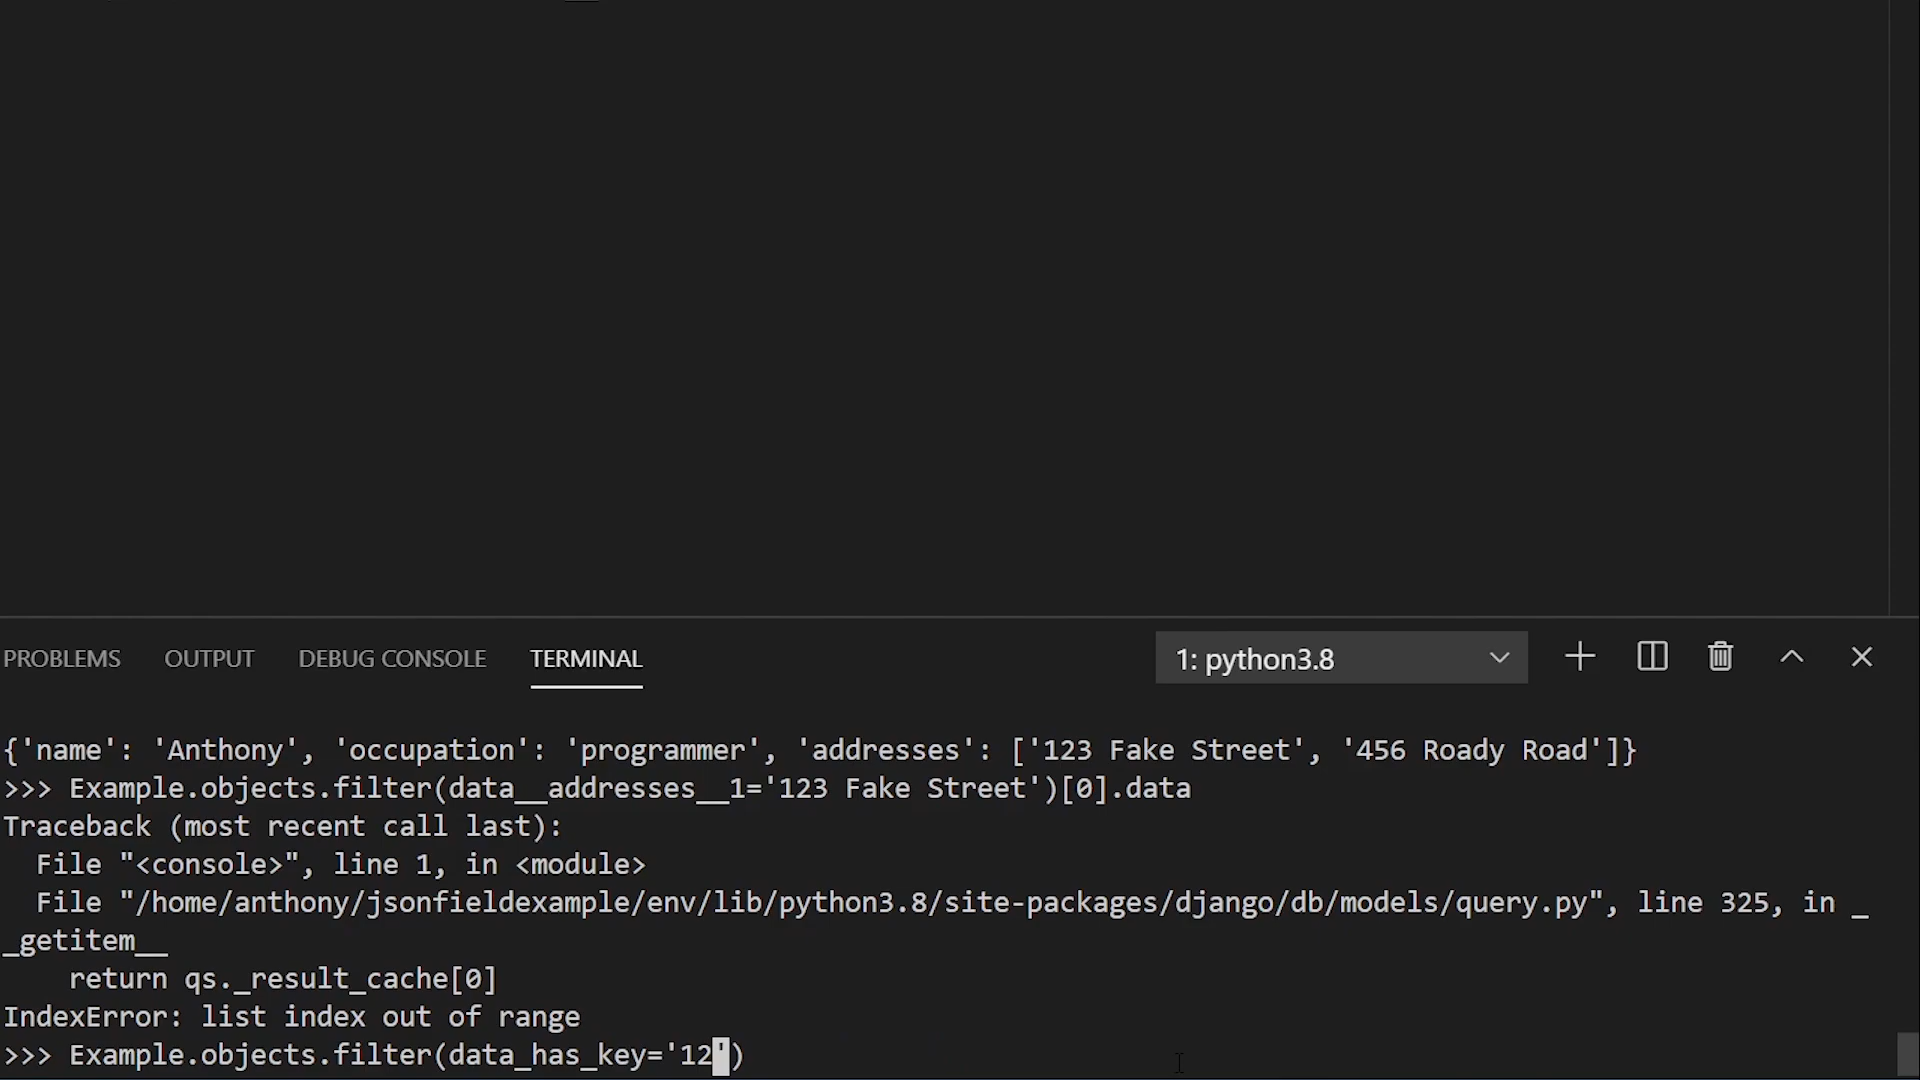 PROBLEMS OUTPUT DEBUG CONSOLE TERMINAL 1: python3.8
{'name': 'Anthony', 'occupation': 'programmer', 'addresses': ['123 Fake Street', '456 Roady Road']}
>>> Example.objects.filter(data__addresses__1='123 Fake Street')[0].data
Traceback (most recent call last):
  File "<console>", line 1, in <module>
  File "/home/anthony/jsonfieldexample/env/lib/python3.8/site-packages/django/db/models/query.py", line 325, in _
_getitem__
    return qs._result_cache[0]
IndexError: list index out of range
>>> Example.objects.filter(data_has_key='12')